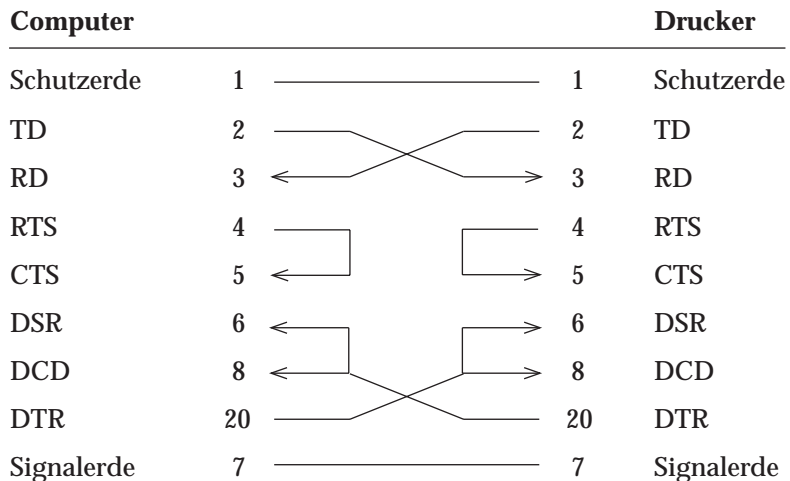 Computer Drucker
Schutzerde 1 1 Schutzerde
TD 2 2 TD
RD 3 3 RD
RTS 4 4 RTS
CTS 5 5 CTS
DSR 6 6 DSR
DCD 8 8 DCD
DTR 20 20 DTR
Signalerde 7 7 Signalerde